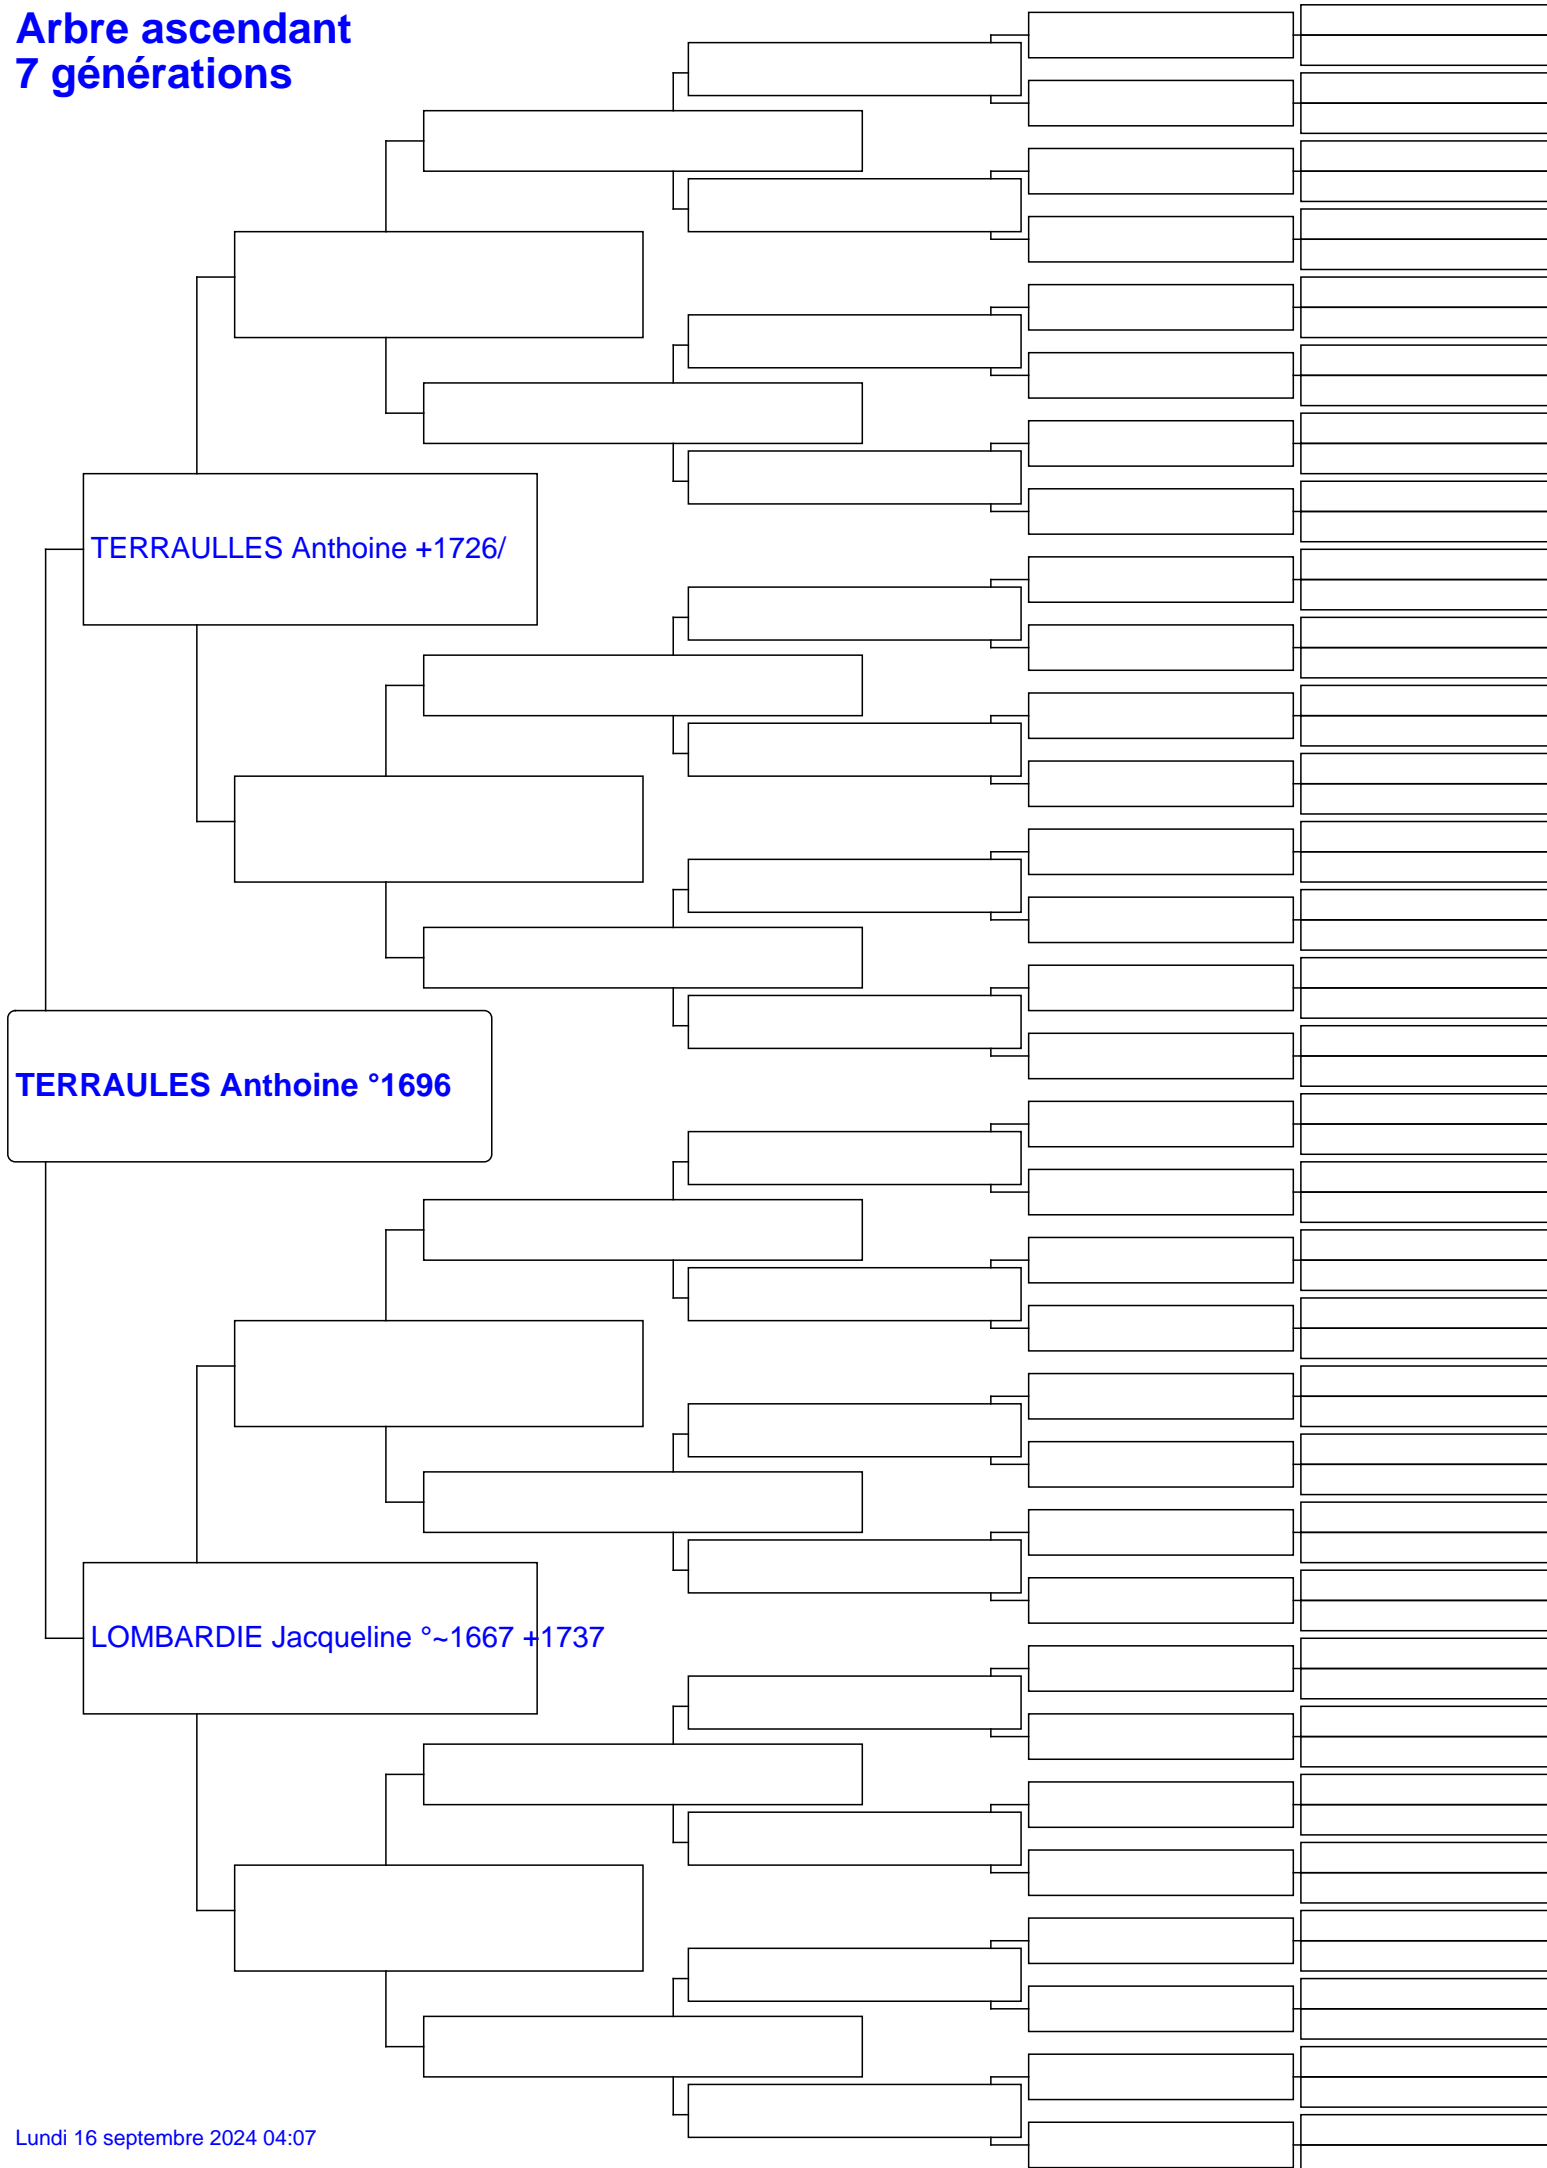 Arbre ascendant
7 générations
TERRAULLES Anthoine +1726/
TERRAULES Anthoine °1696
LOMBARDIE Jacqueline °~1667 +1737
Lundi 16 septembre 2024 04:07